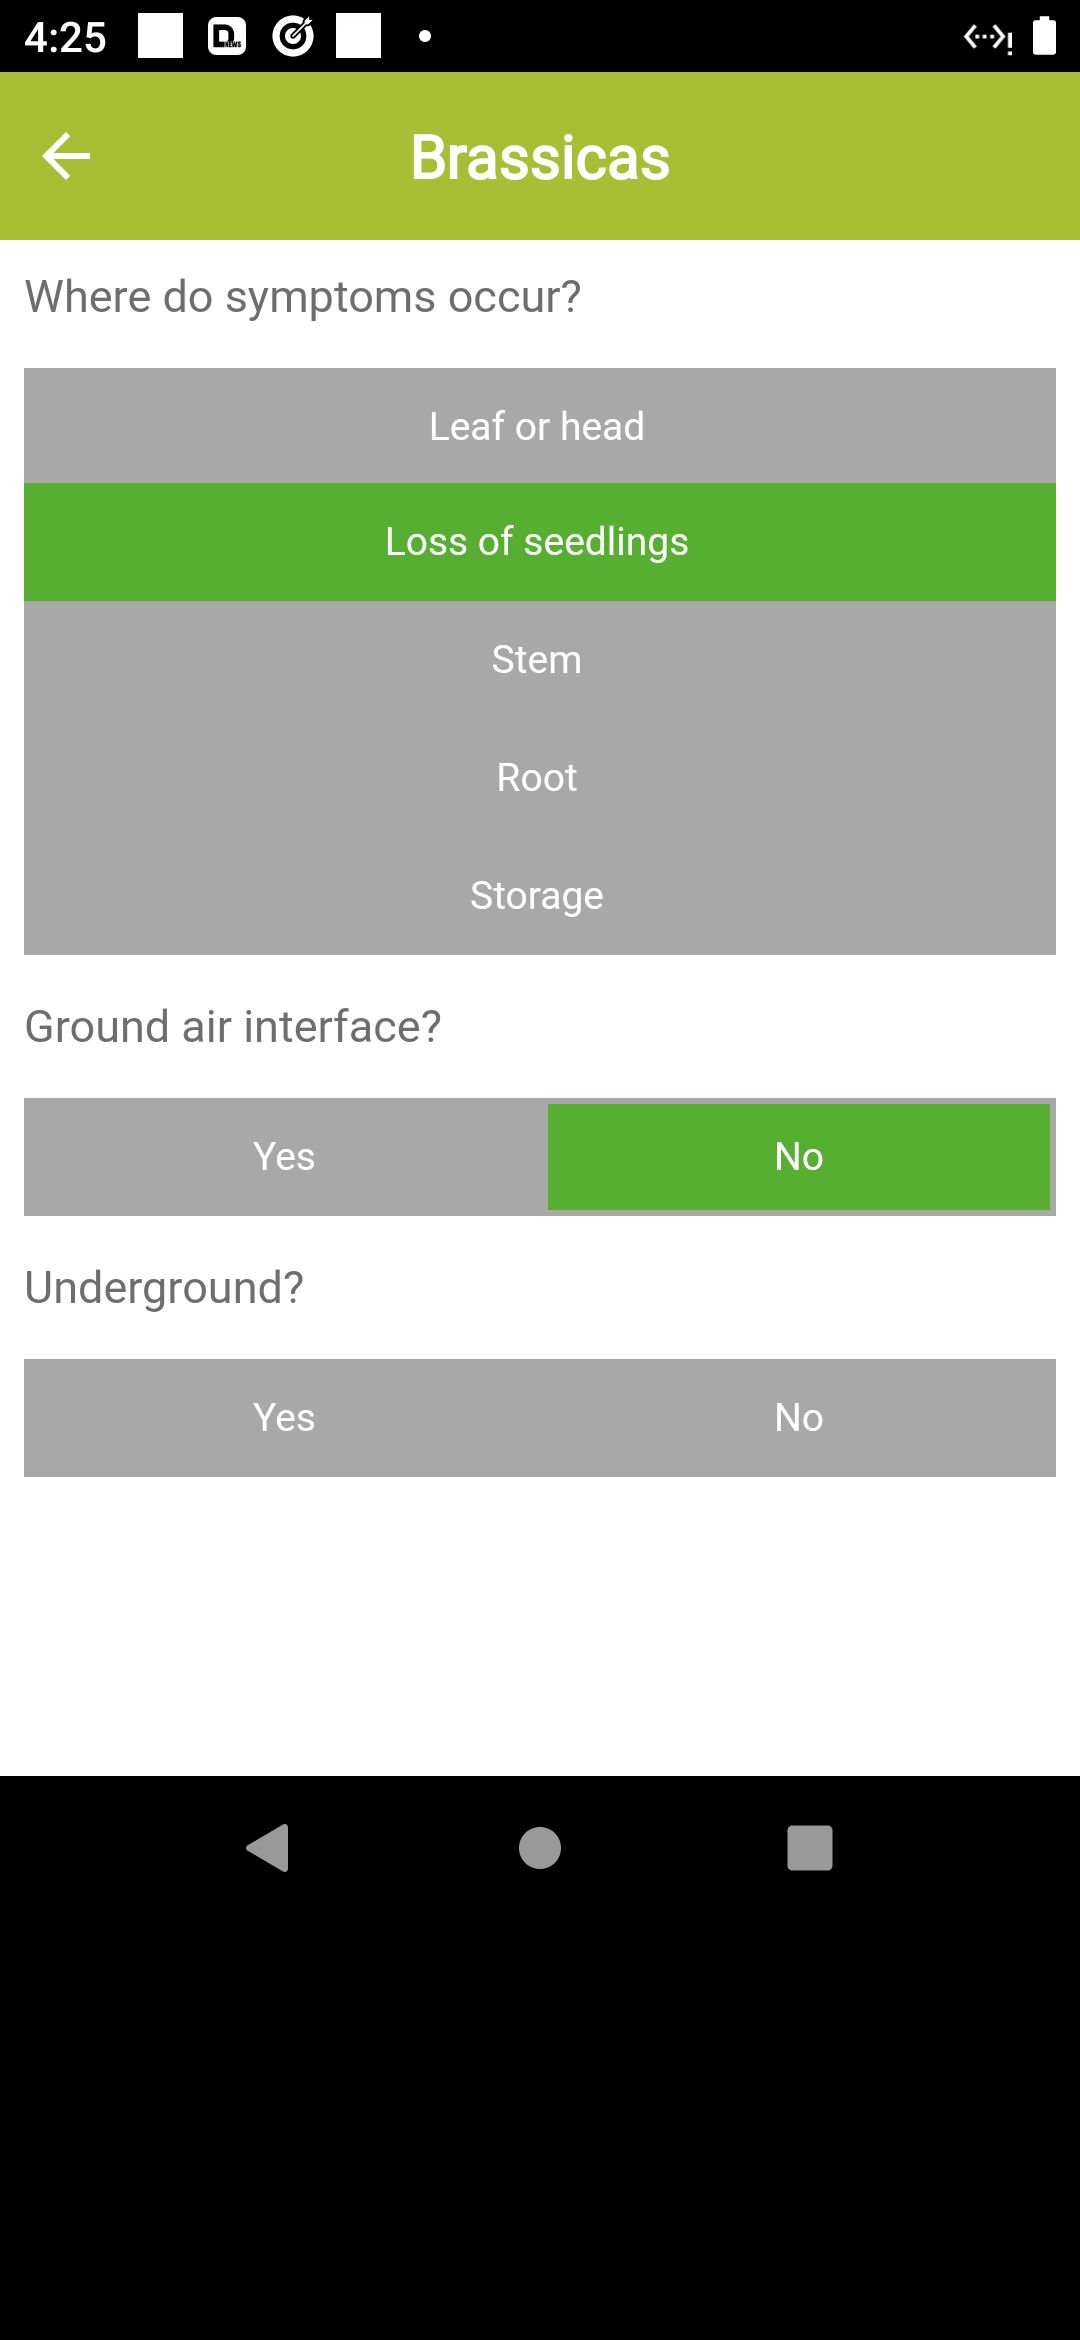 4:25
D NEWS
Brassicas
Where do symptoms occur?
Leaf or head
Loss of seedlings
Stem
Root
Storage
Ground air interface?
Yes No
Underground?
Yes No